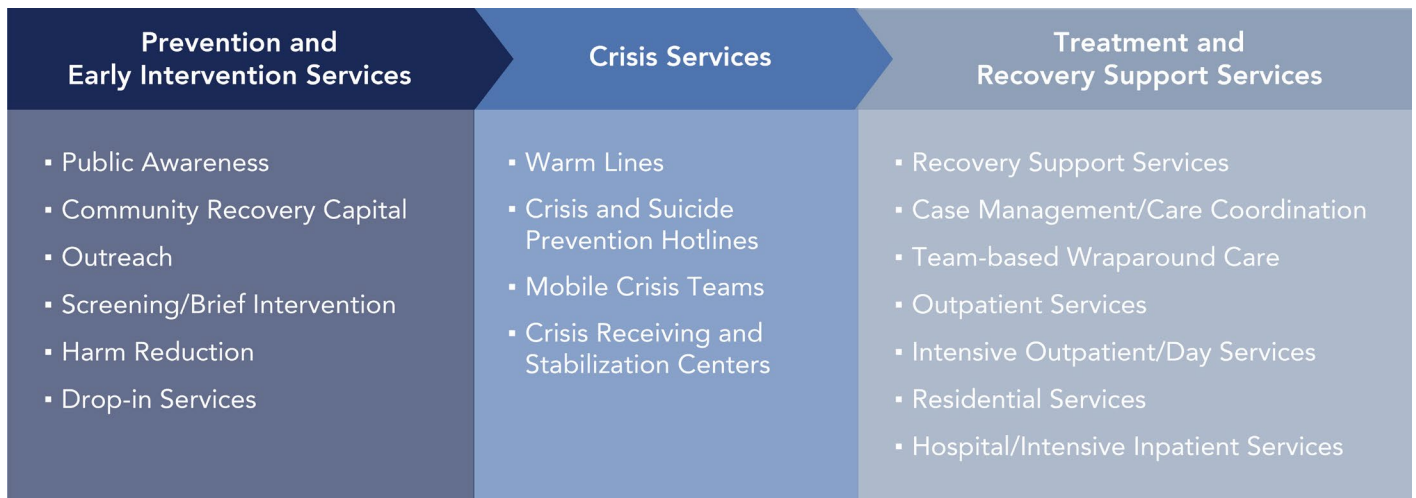 Prevention and
Early Intervention Services
▪ Public Awareness
▪ Community Recovery Capital
▪ Outreach
▪ Screening/Brief Intervention
▪ Harm Reduction
▪ Drop-in Services
Crisis Services
▪ Warm Lines
▪ Crisis and Suicide
Prevention Hotlines
▪ Mobile Crisis Teams
▪ Crisis Receiving and
Stabilization Centers
Treatment and
Recovery Support Services
▪ Recovery Support Services
▪ Case Management/Care Coordination
▪ Team-based Wraparound Care
▪ Outpatient Services
▪ Intensive Outpatient/Day Services
▪ Residential Services
▪ Hospital/Intensive Inpatient Services